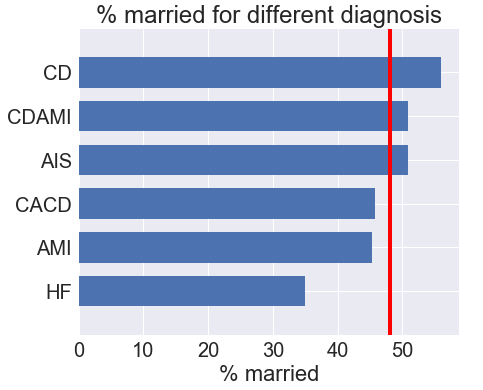 % married for different diagnosis
CD
CDAMI
AIS
CACD
AMI
HF
0 10 20 30 40 50
% married